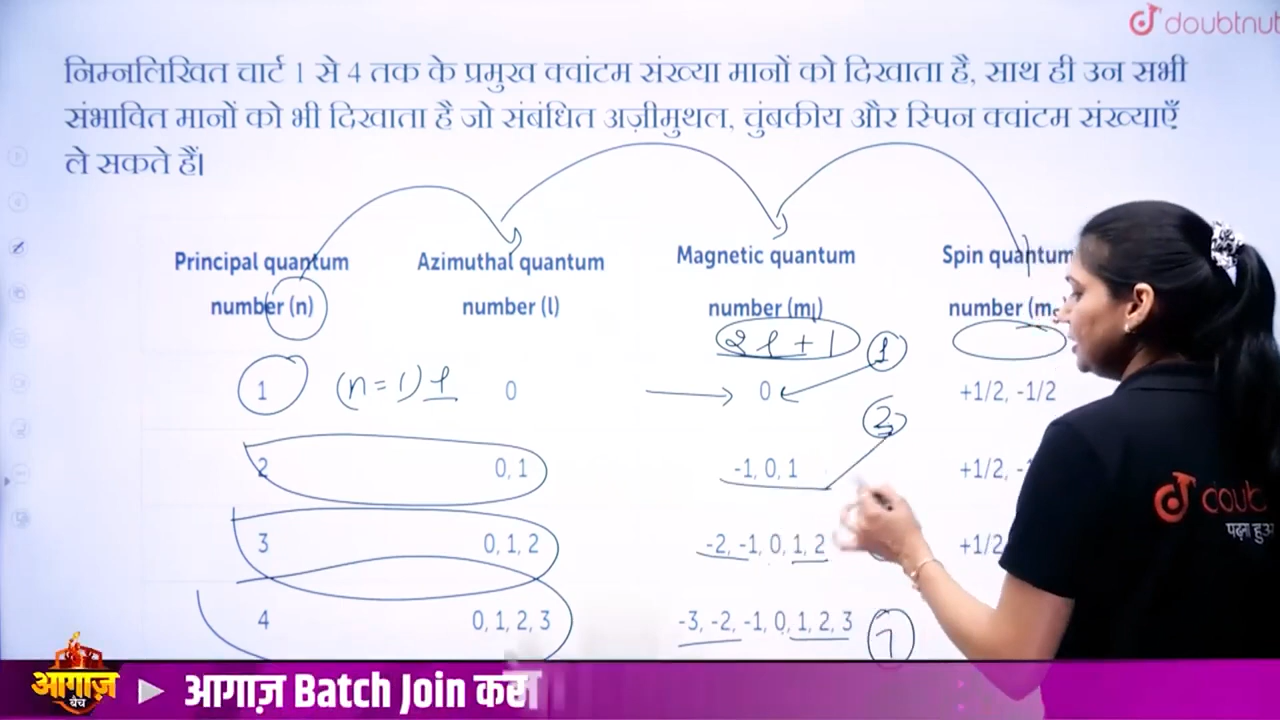 doubtnut
निम्नलिखित चार्ट 1 से 4 तक के प्रमुख क्वांटम संख्या मानों को दिखाता है, साथ ही उन सभी
संभावित मानों को भी दिखाता है जो संबंधित अज़ीमुथल, चुंबकीय और स्पिन क्वांटम संख्याएँ
ले सकते हैं।
Principal quantum Azimuthal quantum Magnetic quantum Spin quantum
number (n) number (l) number (ml) number (ms
2l + 1 1
1 (n = 1) 1 0 0 +1/2, -1/2
3
2 0, 1 -1, 0, 1 +1/2, -
3 0, 1, 2 -2, -1, 0, 1, 2 +1/2
4 0, 1, 2, 3 -3, -2, -1, 0, 1, 2, 3 7
पढ़ना हुआ
आगाज़ बैच आगाज़ Batch Join करें